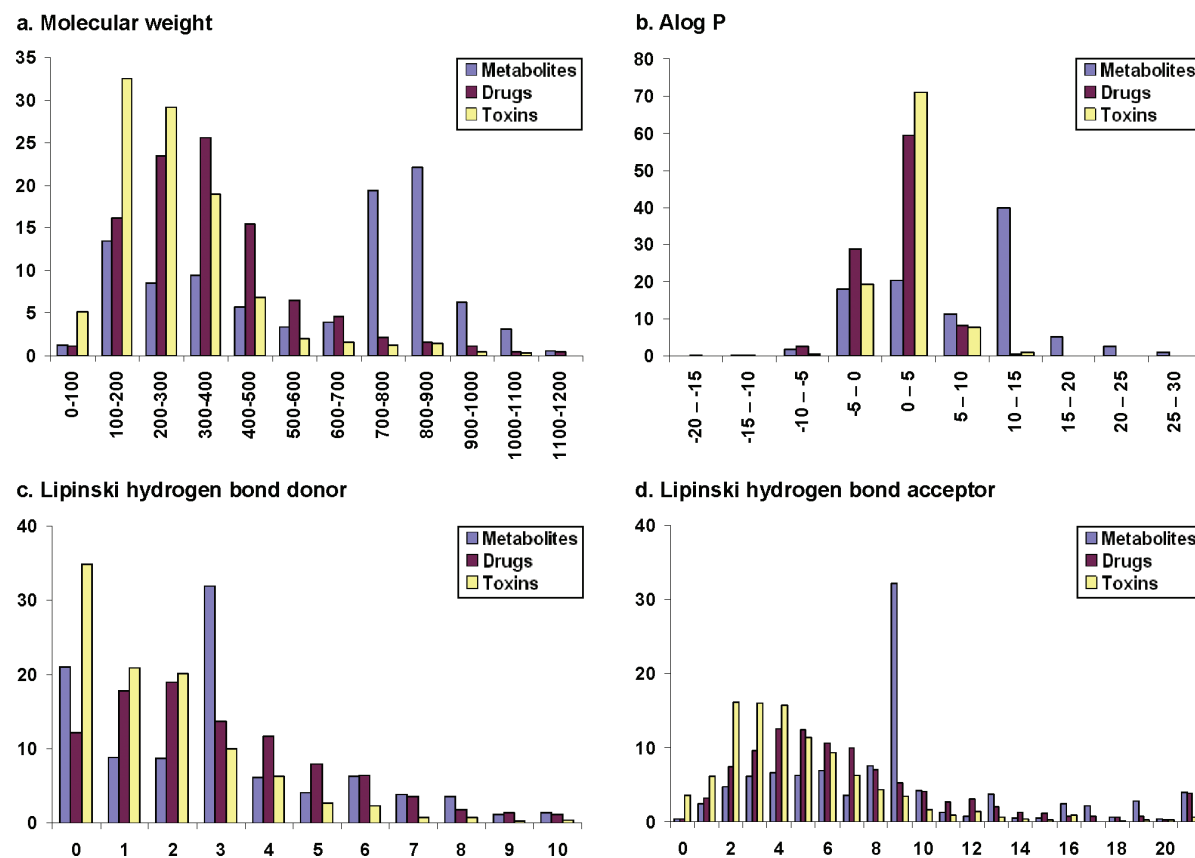 a. Molecular weight
35
30
25
20
15
10
5
0
Metabolites
Drugs
Toxins
0-100
100-200
200-300
300-400
400-500
500-600
600-700
700-800
800-900
900-1000
1000-1100
1100-1200
b. Alog P
80
70
60
50
40
30
20
10
0
Metabolites
Drugs
Toxins
-20 – -15
-15 – -10
-10 – -5
-5 – 0
0 – 5
5 – 10
10 – 15
15 – 20
20 – 25
25 – 30
c. Lipinski hydrogen bond donor
40
30
20
10
0
Metabolites
Drugs
Toxins
0 1 2 3 4 5 6 7 8 9 10
d. Lipinski hydrogen bond acceptor
40
30
20
10
0
Metabolites
Drugs
Toxins
0 2 4 6 8 10 12 14 16 18 20